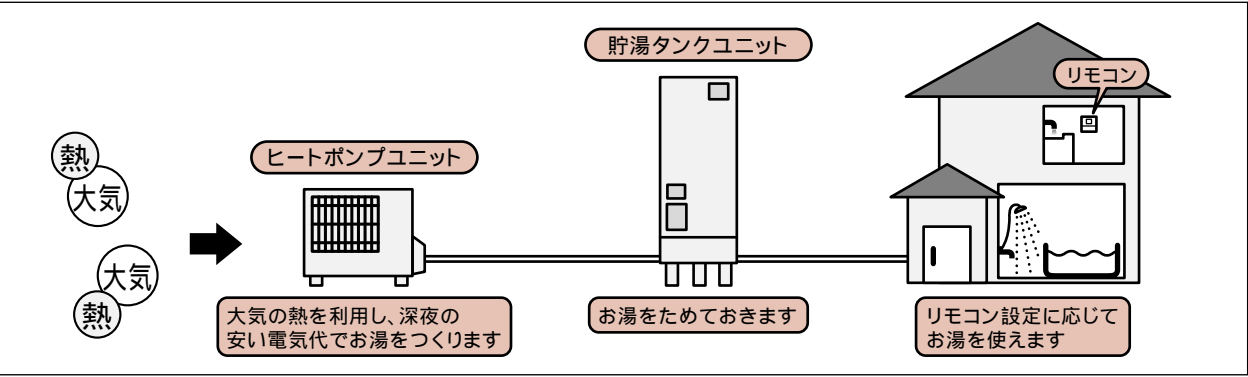 貯湯タンクユニット
リモコン
熱
大気
ヒートポンプユニット
大気
熱
大気の熱を利用し、深夜の
安い電気代でお湯をつくります
お湯をためておきます
リモコン設定に応じて
お湯を使えます